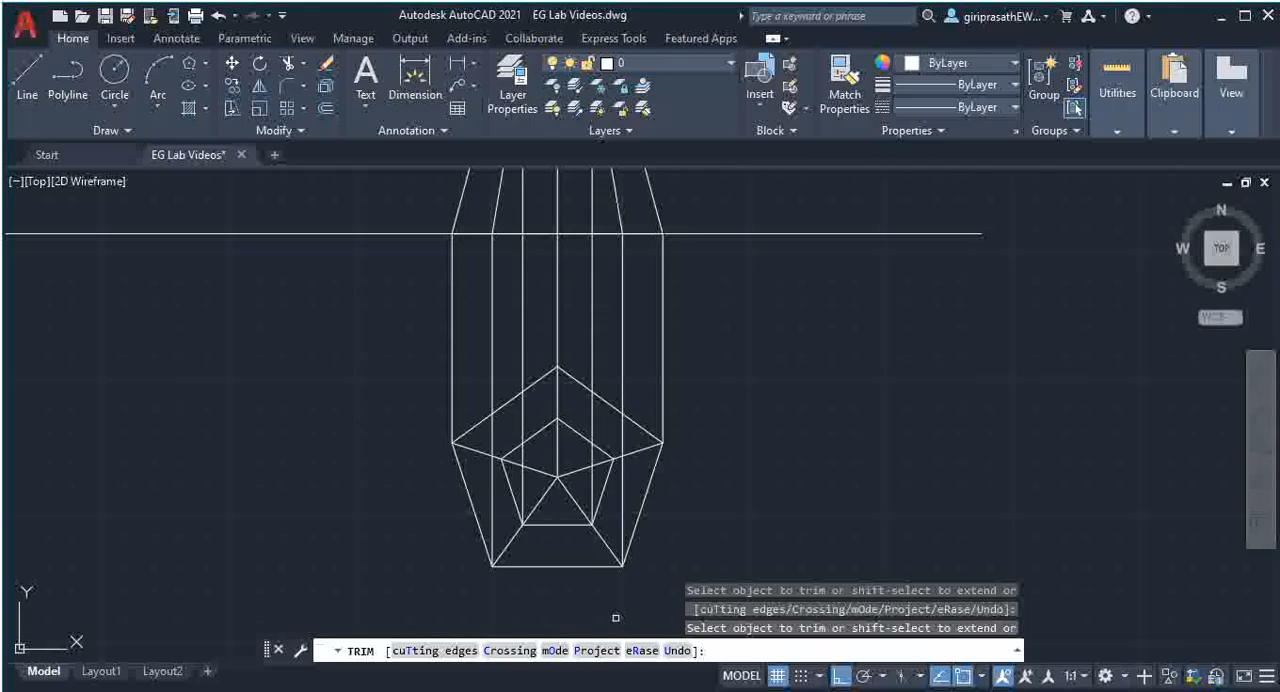 Autodesk AutoCAD 2021 EG Lab Videos.dwg
Type a keyword or phrase
giriprasathEW...
Home Insert Annotate Parametric View Manage Output Add-ins Collaborate Express Tools Featured Apps
0
ByLayer
ByLayer
ByLayer
Line Polyline Circle Arc
Text Dimension
Layer Properties
Insert
Match Properties
Group
Utilities
Clipboard
View
Draw Modify Annotation Layers Block Properties Groups
Start EG Lab Videos*
[−][Top][2D Wireframe]
N
W TOP E
S
Y
X
Select object to trim or shift-select to extend or
[cuTting edges/Crossing/mOde/Project/eRase/Undo]:
Select object to trim or shift-select to extend or
TRIM [cuTting edges Crossing mOde Project eRase Undo]:
Model Layout1 Layout2 +
MODEL
1:1